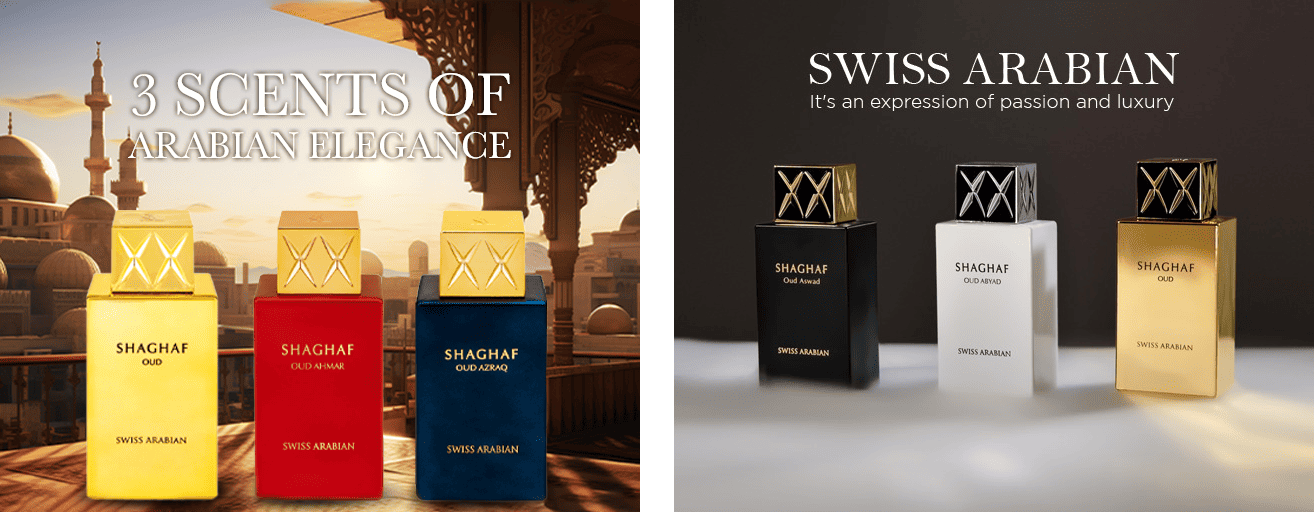 3 SCENTS OF
ARABIAN ELEGANCE
SHAGHAF
OUD
SWISS ARABIAN
SHAGHAF
OUD AHMAR
SWISS ARABIAN
SHAGHAF
OUD AZRAQ
SWISS ARABIAN
SWISS ARABIAN
It's an expression of passion and luxury
SHAGHAF
Oud Aswad
SWISS ARABIAN
SHAGHAF
OUD ABYAD
SWISS ARABIAN
SHAGHAF
OUD
SWISS ARABIAN